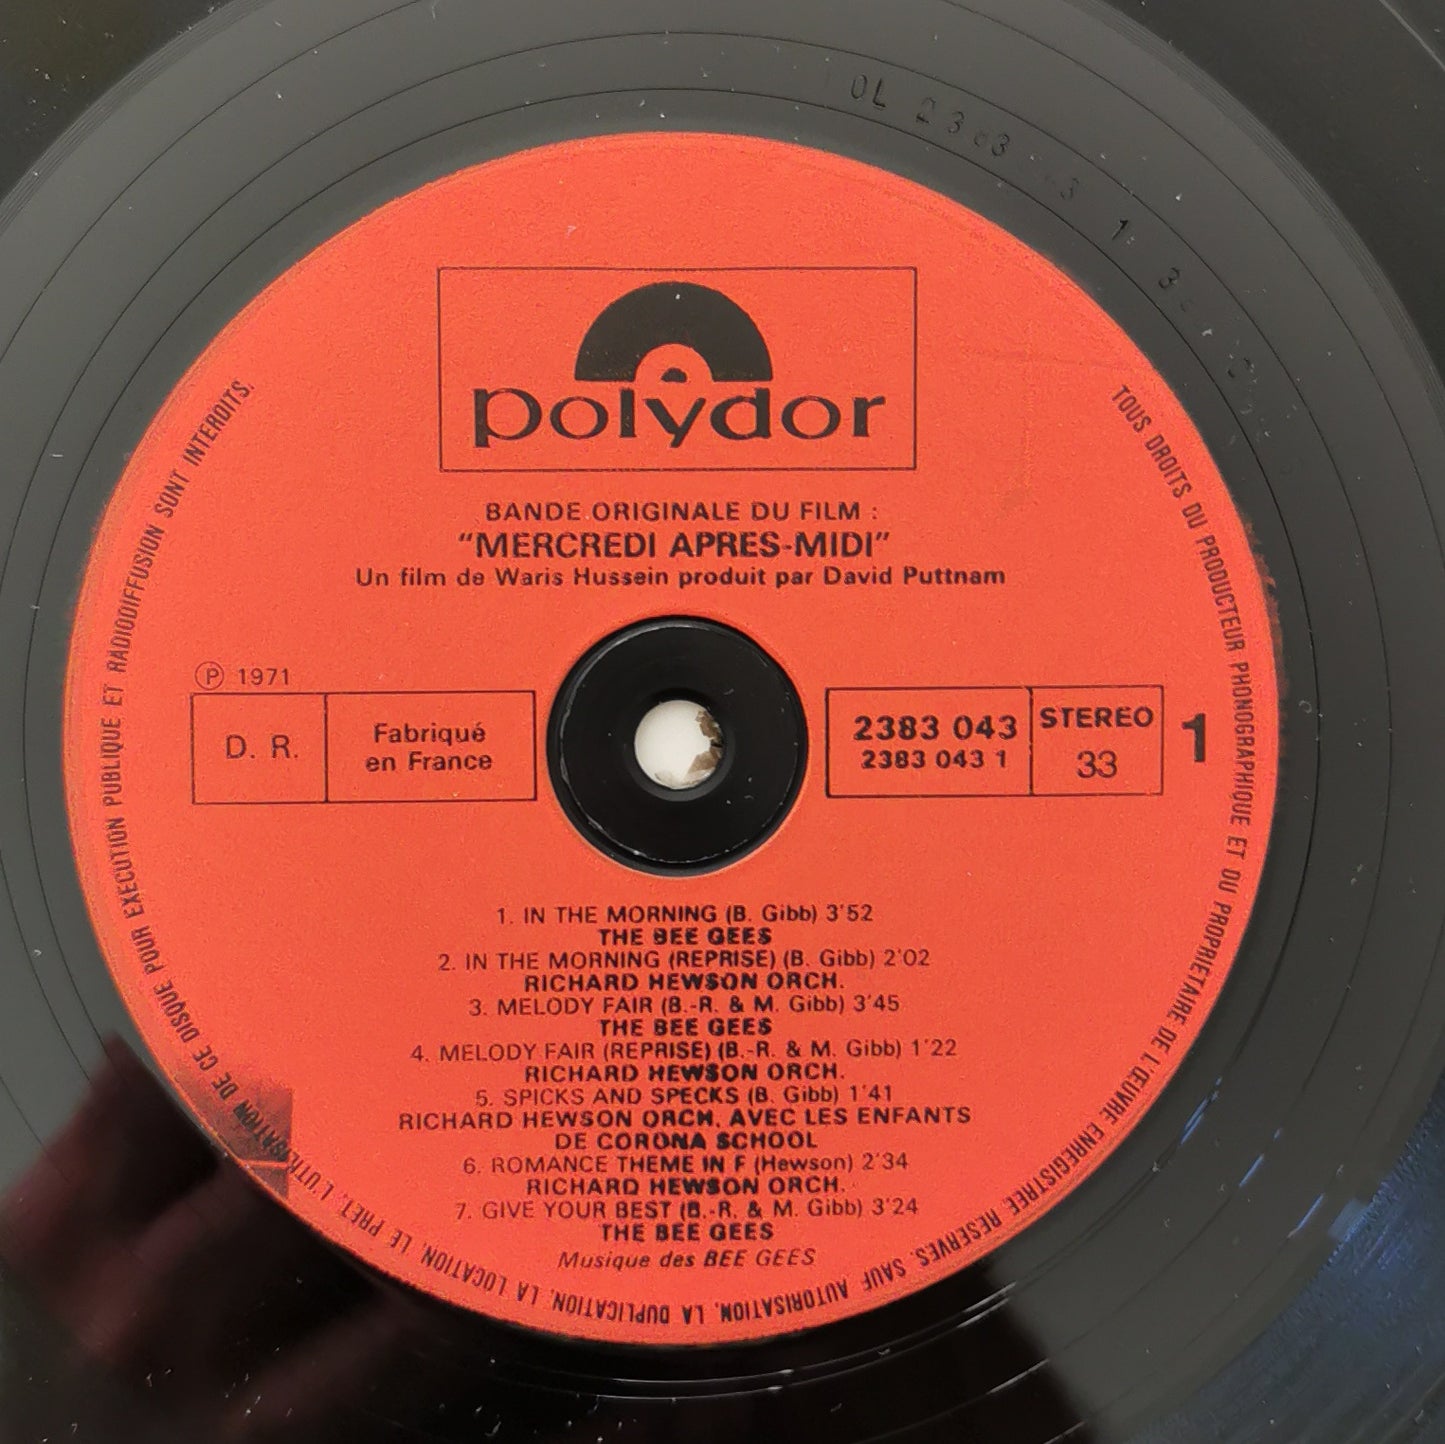 polydor
BANDE ORIGINALE DU FILM :
"MERCREDI APRES-MIDI"
Un film de Waris Hussein produit par David Puttnam
Ⓟ 1971
D. R.
Fabriqué
en France
2383 043
2383 043 1
STEREO
33
1
1. IN THE MORNING (B. Gibb) 3'52
THE BEE GEES
2. IN THE MORNING (REPRISE) (B. Gibb) 2'02
RICHARD HEWSON ORCH.
3. MELODY FAIR (B.-R. & M. Gibb) 3'45
THE BEE GEES
4. MELODY FAIR (REPRISE) (B.-R. & M. Gibb) 1'22
RICHARD HEWSON ORCH.
5. SPICKS AND SPECKS (B. Gibb) 1'41
RICHARD HEWSON ORCH. AVEC LES ENFANTS
DE CORONA SCHOOL
6. ROMANCE THEME IN F (Hewson) 2'34
RICHARD HEWSON ORCH.
7. GIVE YOUR BEST (B.-R. & M. Gibb) 3'24
THE BEE GEES
Musique des BEE GEES
TOUS DROITS DU PRODUCTEUR PHONOGRAPHIQUE ET DU PROPRIETAIRE DE L'ŒUVRE ENREGISTREE RESERVES. SAUF AUTORISATION, LA DUPLICATION, LA LOCATION, LE PRET, L'UTILISATION DE CE DISQUE POUR EXECUTION PUBLIQUE ET RADIODIFFUSION SONT INTERDITS.